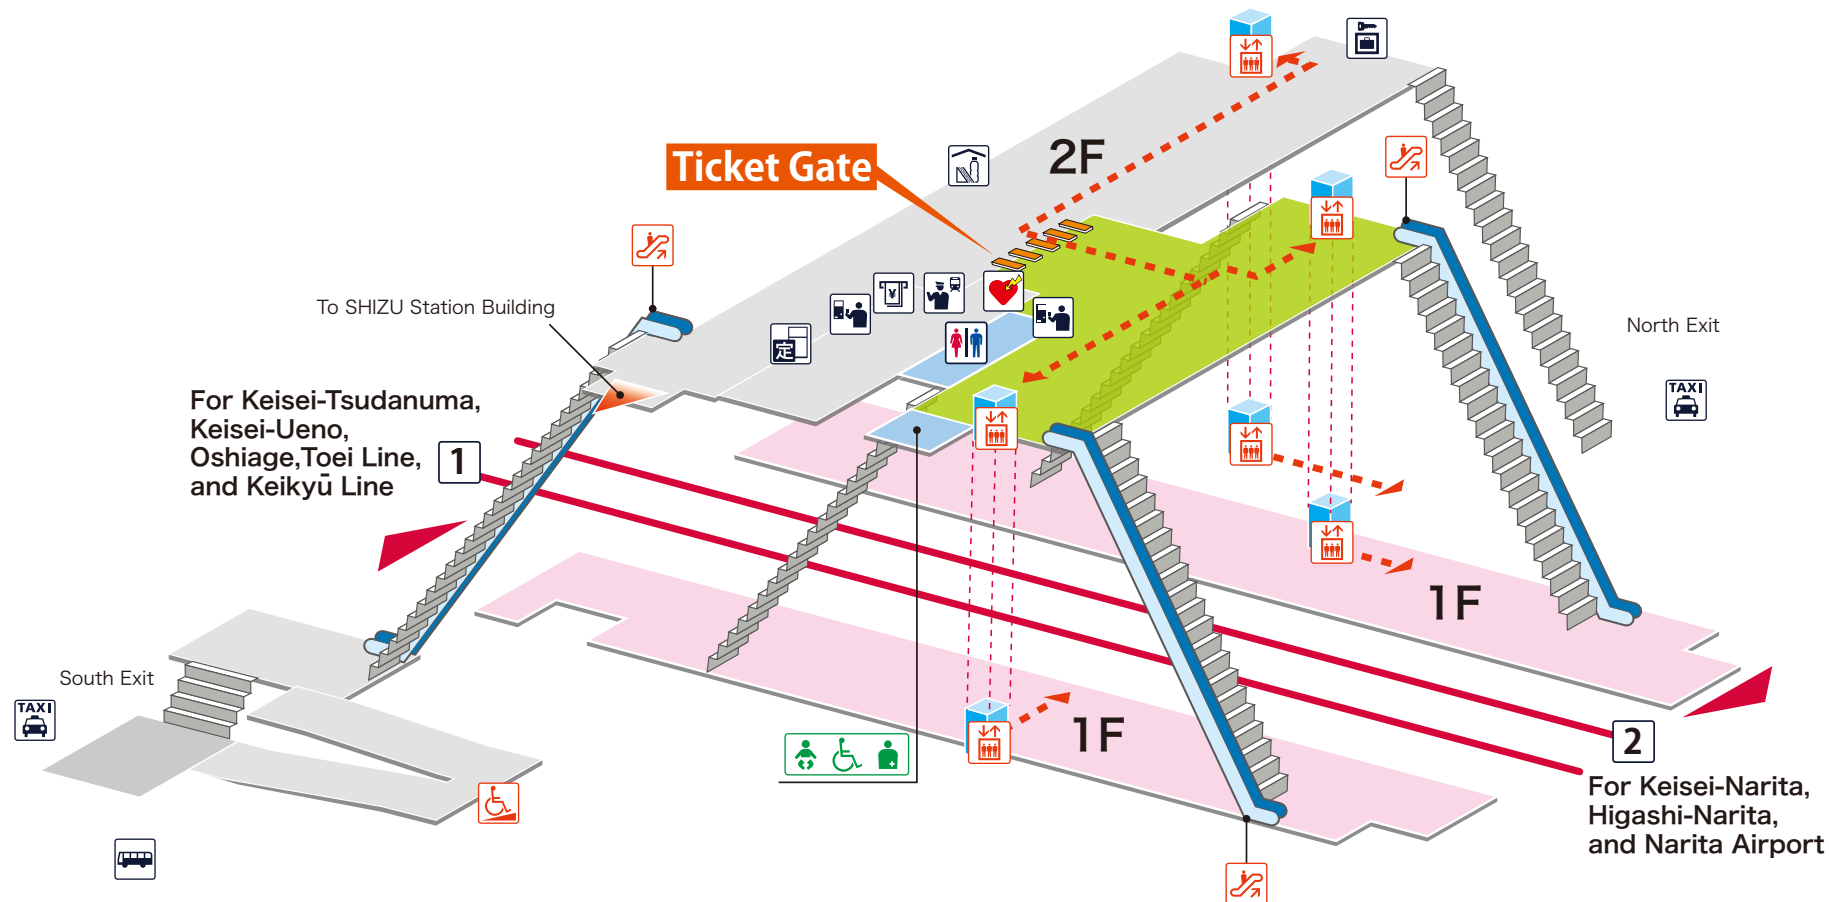 2F
Ticket Gate
¥
定
To SHIZU Station Building
North Exit
TAXI
For Keisei-Tsudanuma,
Keisei-Ueno,
Oshiage,Toei Line,
and Keikyū Line
1
1F
South Exit
TAXI
1F
2
For Keisei-Narita,
Higashi-Narita,
and Narita Airport